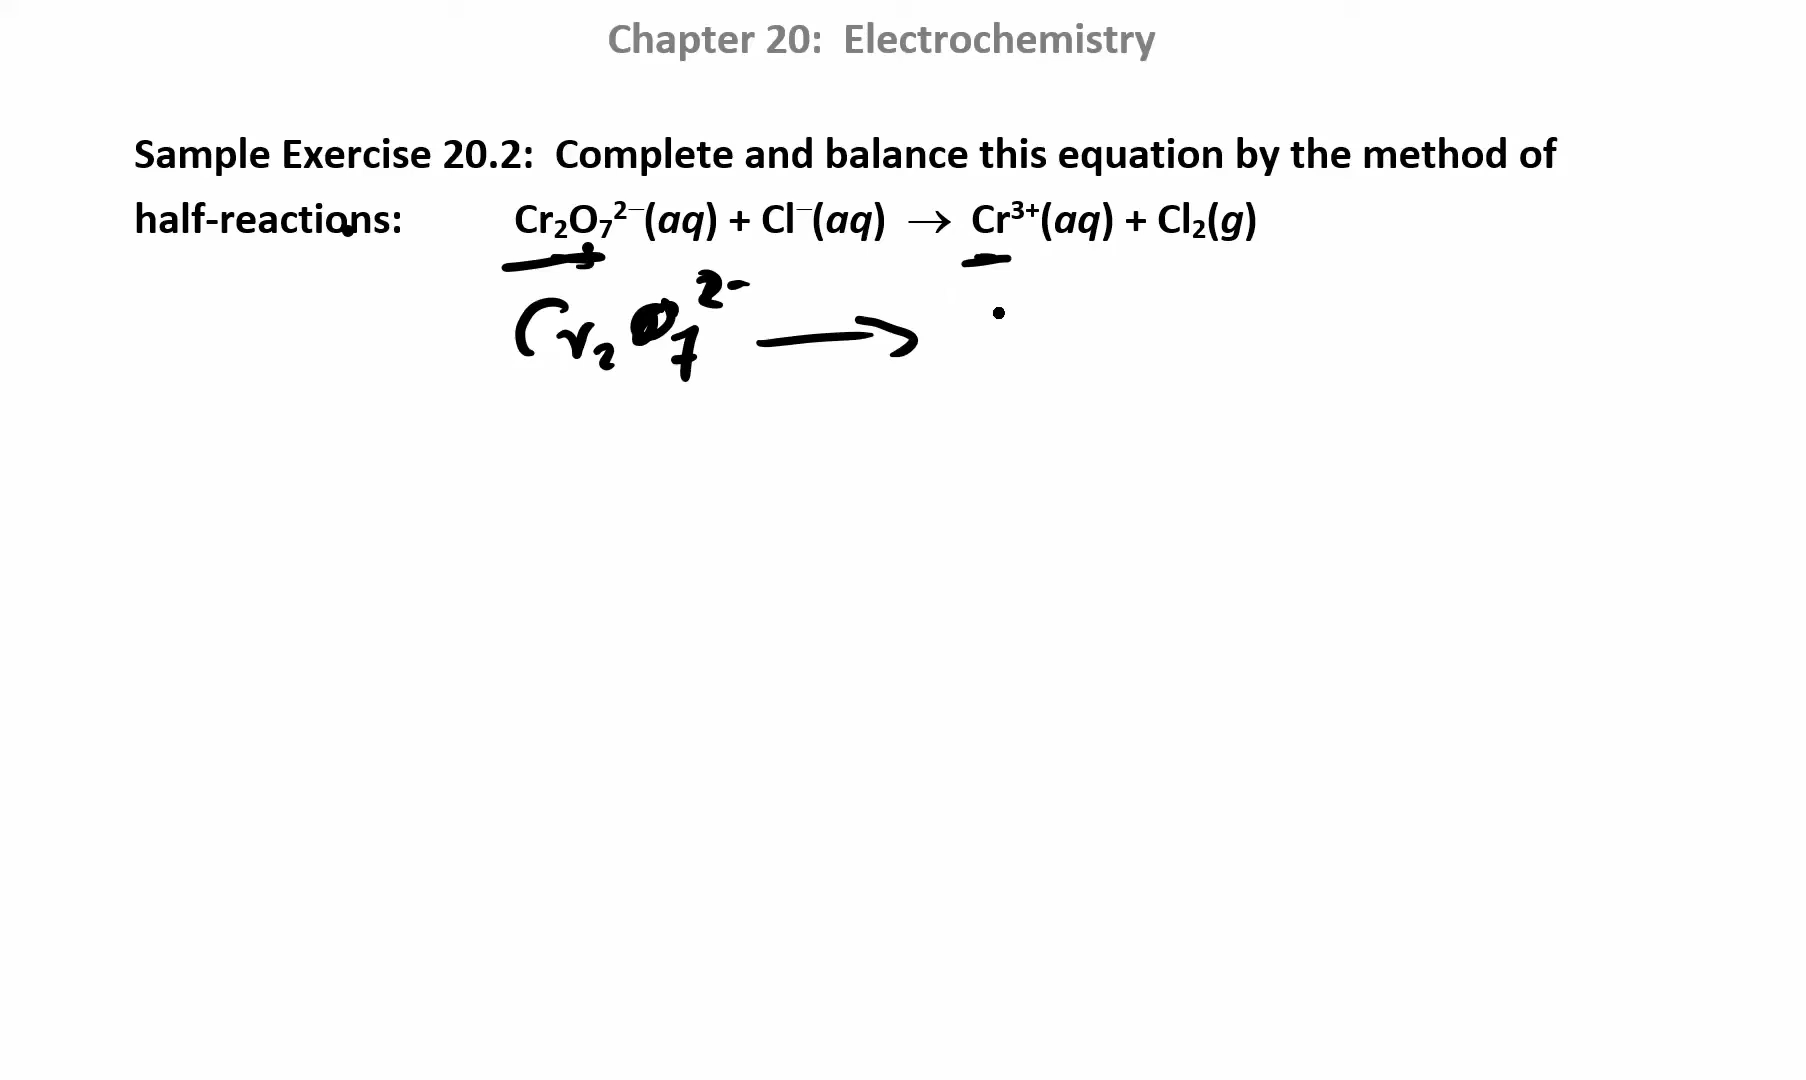 Chapter 20: Electrochemistry
Sample Exercise 20.2: Complete and balance this equation by the method of
half-reactions: Cr₂O₇²⁻(aq) + Cl⁻(aq) → Cr³⁺(aq) + Cl₂(g)
Cr₂O₇²⁻ →